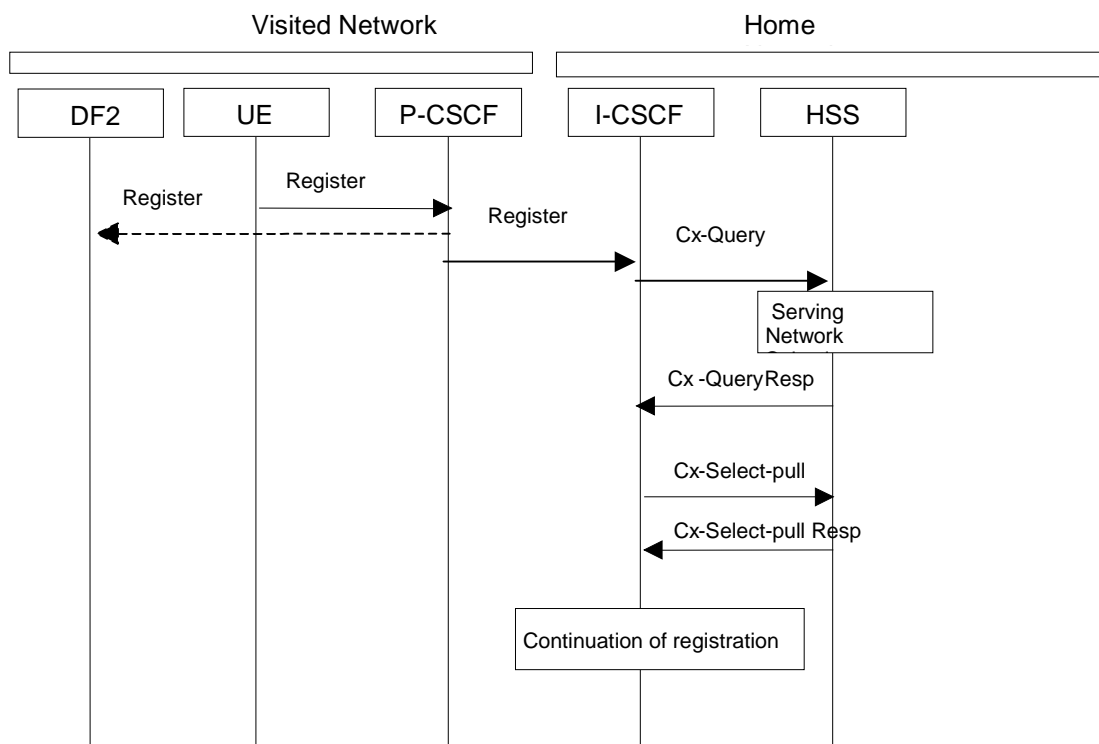 Visited Network
Home
DF2
UE
P-CSCF
I-CSCF
HSS
Register
Register
Register
Cx-Query
Serving
Network
Cx -QueryResp
Cx-Select-pull
Cx-Select-pull Resp
Continuation of registration